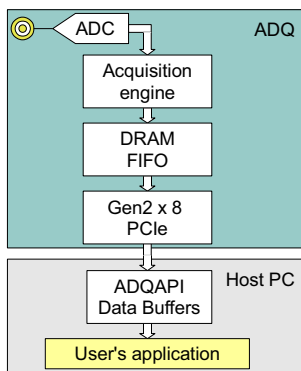 ADC
ADQ
Acquisition
engine
DRAM
FIFO
Gen2 x 8
PCIe
Host PC
ADQAPI
Data Buffers
User's application